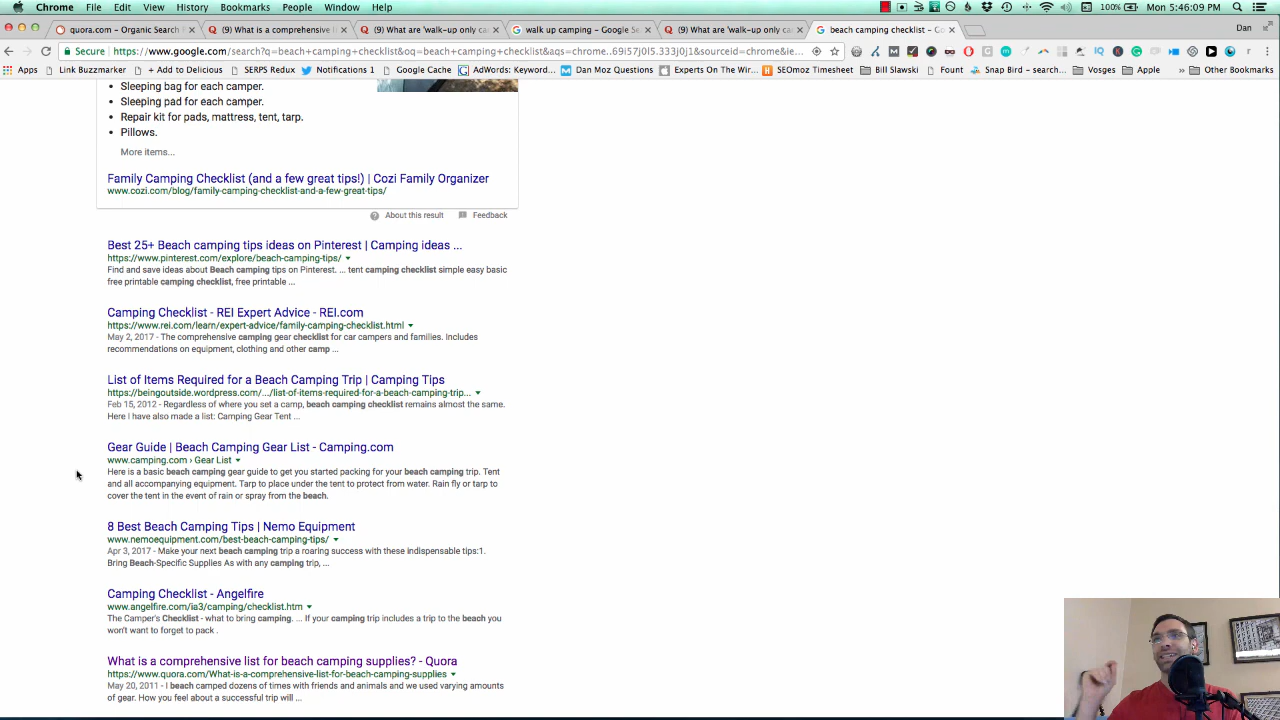 Chrome File Edit View History Bookmarks People Window Help 100% Mon 5:46:09 PM
quora.com - Organic Search (9) What is a comprehensive l (9) What are 'walk-up only ca walk up camping - Google Se (9) What are 'walk-up only ca beach camping checklist - Go Dan
Secure https://www.google.com/search?q=beach+camping+checklist&oq=beach+camping+checklist&aqs=chrome..69i57j0l5.333j0j1&sourceid=chrome&ie...
Apps Link Buzzmarker + Add to Delicious SERPS Redux Notifications 1 Google Cache AdWords: Keyword... Dan Moz Questions Experts On The Wir... SEOmoz Timesheet Bill Slawski Fount Snap Bird - search... Vosges Apple » Other Bookmarks
• Sleeping bag for each camper.
• Sleeping pad for each camper.
• Repair kit for pads, mattress, tent, tarp.
• Pillows.
More items...
Family Camping Checklist (and a few great tips!) | Cozi Family Organizer
www.cozi.com/blog/family-camping-checklist-and-a-few-great-tips/
About this result Feedback
Best 25+ Beach camping tips ideas on Pinterest | Camping ideas ...
https://www.pinterest.com/explore/beach-camping-tips/
Find and save ideas about Beach camping tips on Pinterest. ... tent camping checklist simple easy basic
free printable camping checklist, free printable ...
Camping Checklist - REI Expert Advice - REI.com
https://www.rei.com/learn/expert-advice/family-camping-checklist.html
May 2, 2017 - The comprehensive camping gear checklist for car campers and families. Includes
recommendations on equipment, clothing and other camp ...
List of Items Required for a Beach Camping Trip | Camping Tips
https://beingoutside.wordpress.com/.../list-of-items-required-for-a-beach-camping-trip...
Feb 15, 2012 - Regardless of where you set a camp, beach camping checklist remains almost the same.
Here I have also made a list: Camping Gear Tent ...
Gear Guide | Beach Camping Gear List - Camping.com
www.camping.com › Gear List
Here is a basic beach camping gear guide to get you started packing for your beach camping trip. Tent
and all accompanying equipment. Tarp to place under the tent to protect from water. Rain fly or tarp to
cover the tent in the event of rain or spray from the beach.
8 Best Beach Camping Tips | Nemo Equipment
www.nemoequipment.com/best-beach-camping-tips/
Apr 3, 2017 - Make your next beach camping trip a roaring success with these indispensable tips:1.
Bring Beach-Specific Supplies As with any camping trip, ...
Camping Checklist - Angelfire
www.angelfire.com/ia3/camping/checklist.htm
The Camper's Checklist - what to bring camping. ... If your camping trip includes a trip to the beach you
won't want to forget to pack .
What is a comprehensive list for beach camping supplies? - Quora
https://www.quora.com/What-is-a-comprehensive-list-for-beach-camping-supplies
May 20, 2011 - I beach camped dozens of times with friends and animals and we used varying amounts
of gear. How you feel about a successful trip will ...